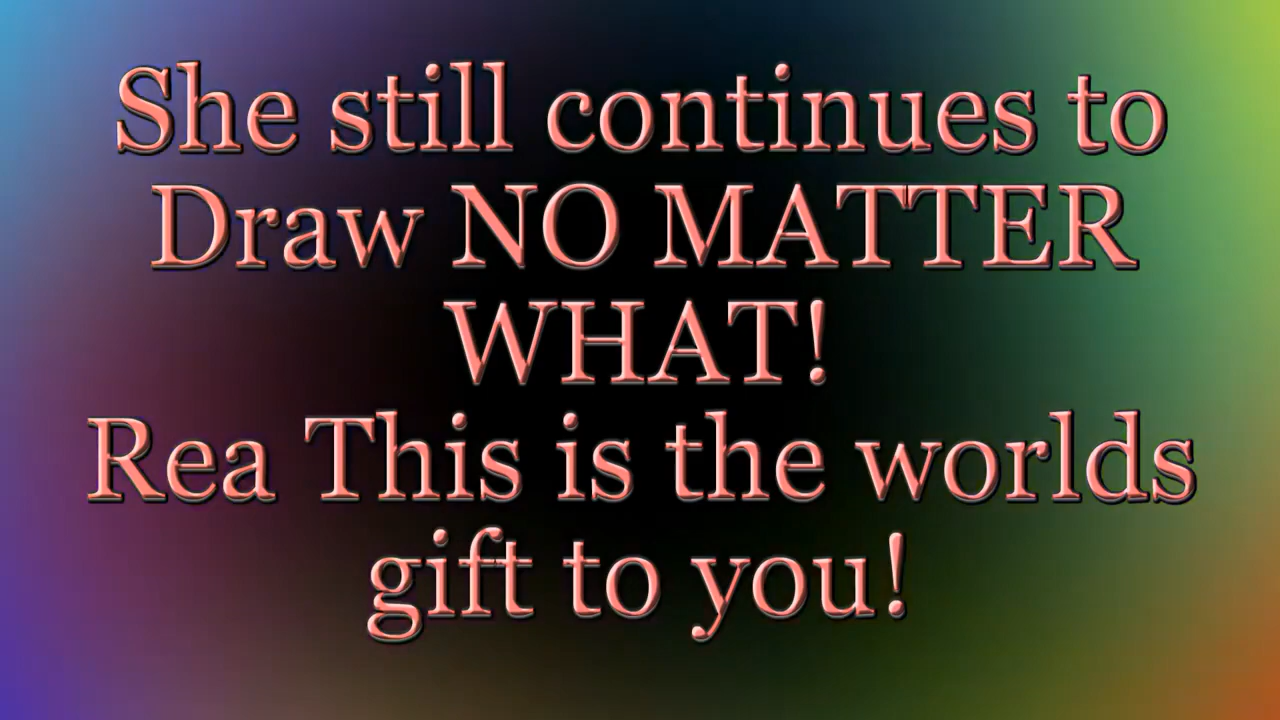 She still continues to
Draw NO MATTER
WHAT!
Rea This is the worlds
gift to you!